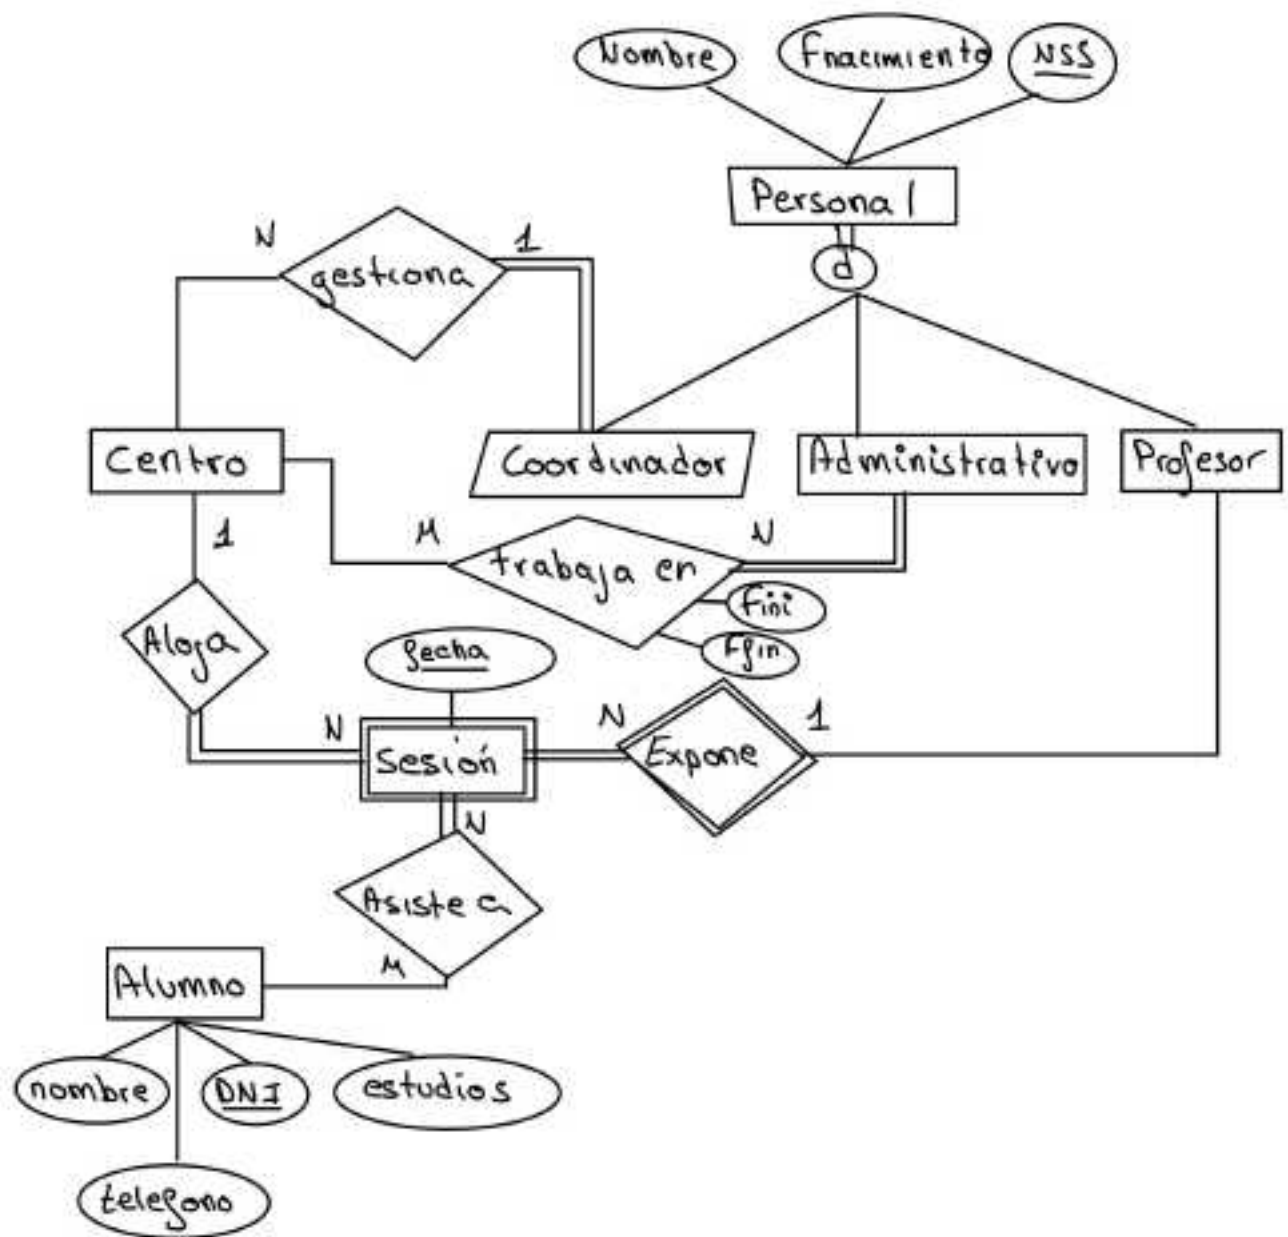 Nombre
Fnacimiento
NSS
Personal
d
N
gestiona
1
Centro
Coordinador
Administrativo
Profesor
1
M
trabaja en
N
Fini
Ffin
Aloja
fecha
N
Sesión
N
Expone
1
N
Asiste a
M
Alumno
nombre
DNI
estudios
telefono